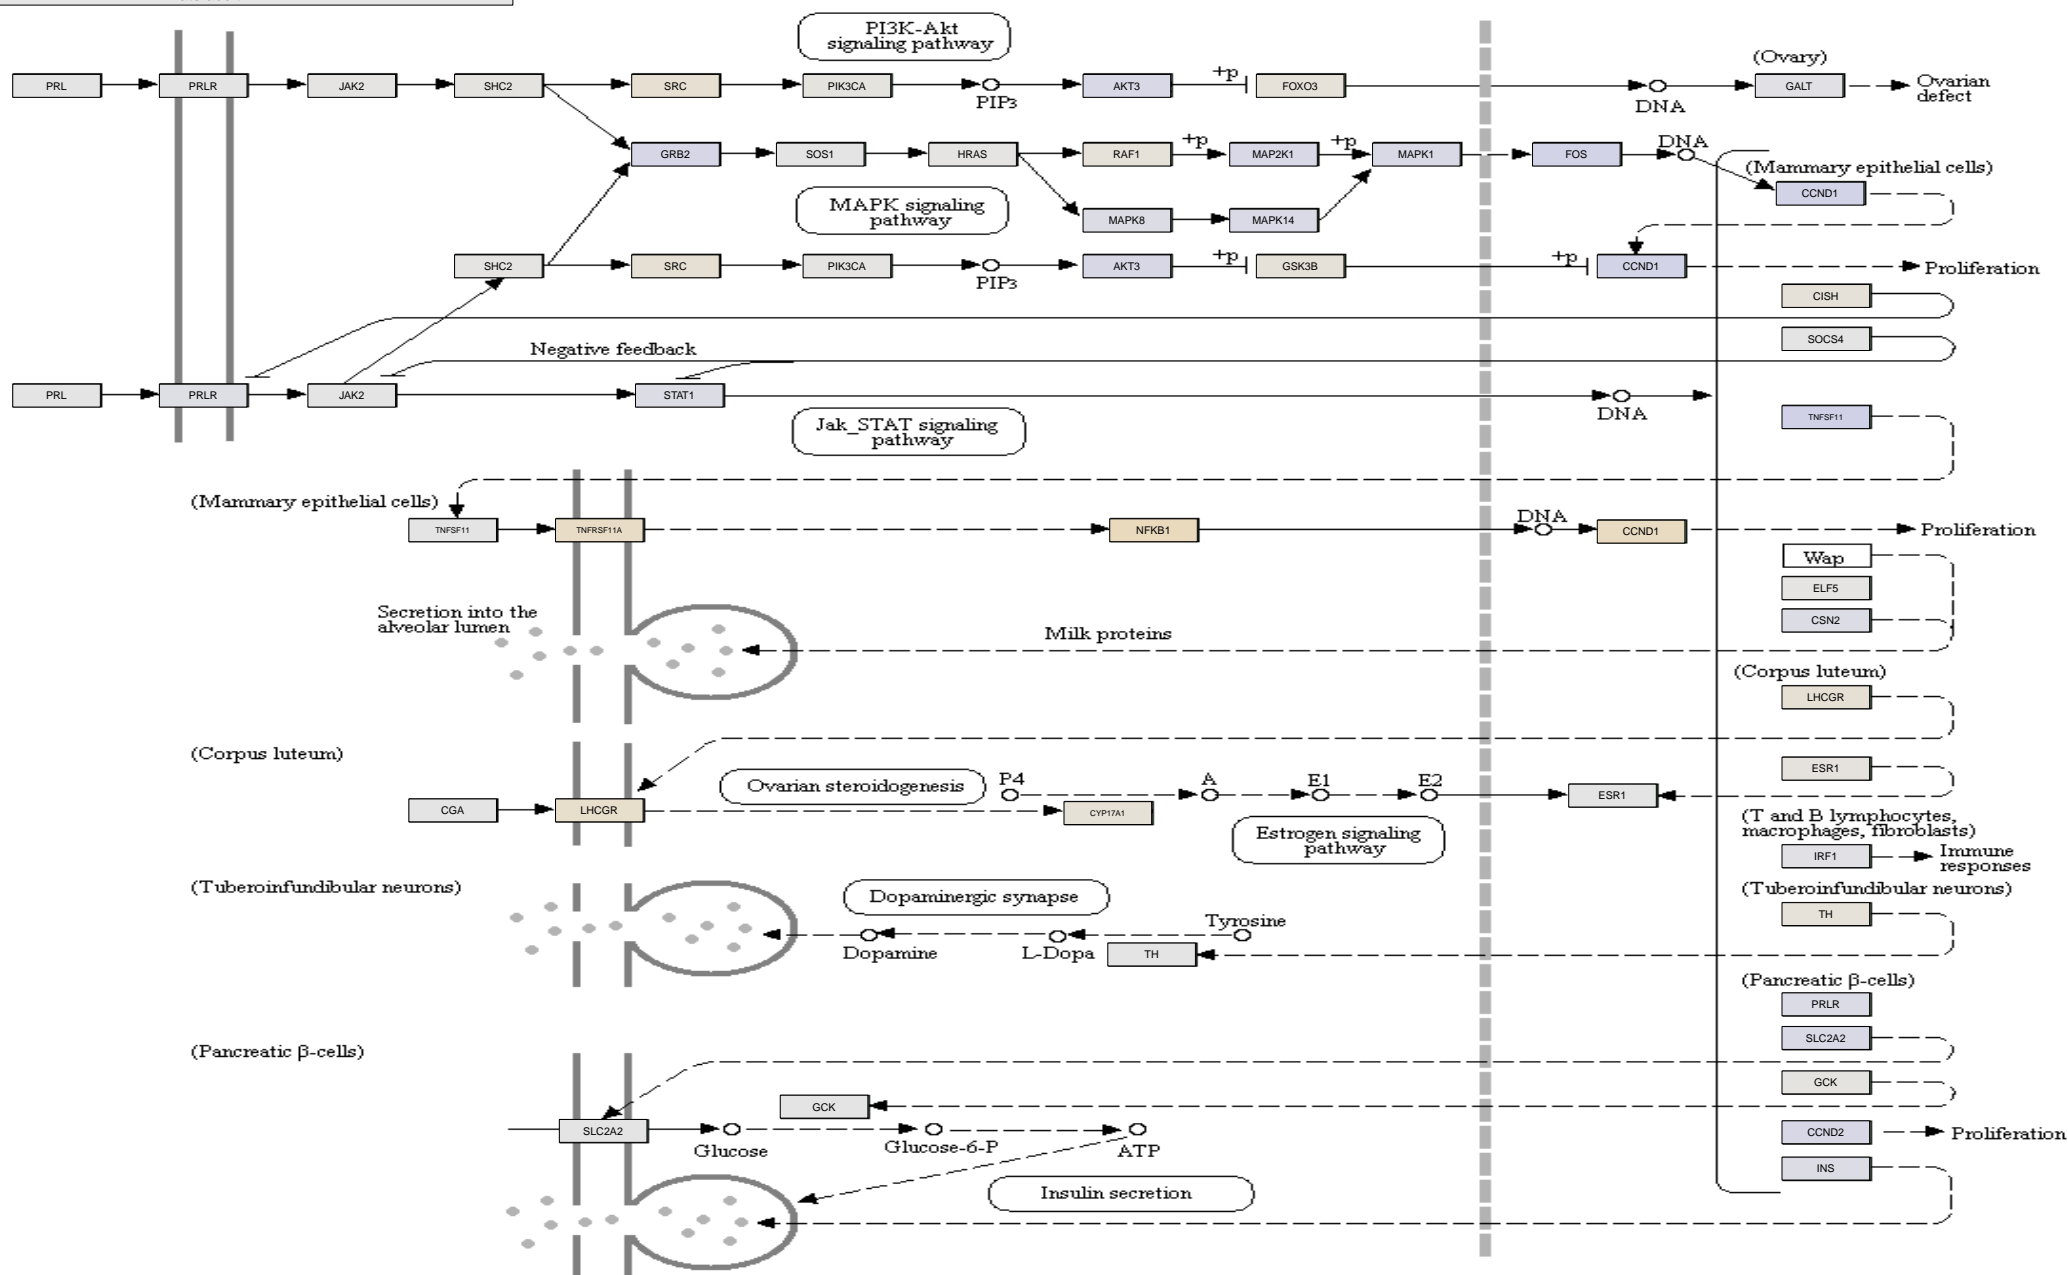 PI3K-Akt
signaling pathway
(Ovary)
PRL PRLR JAK2 SHC2 SRC PIK3CA PIP3 AKT3 +p FOXO3 DNA GALT Ovarian
defect
GRB2 SOS1 HRAS RAF1 +p MAP2K1 +p MAPK1 FOS DNA
(Mammary epithelial cells)
CCND1
MAPK signaling
pathway
MAPK8 MAPK14
SHC2 SRC PIK3CA PIP3 AKT3 +p GSK3B +p CCND1 Proliferation
CISH
SOCS4
Negative feedback
PRL PRLR JAK2 STAT1 DNA
Jak_STAT signaling
pathway
TNFSF11
(Mammary epithelial cells)
TNFSF11 TNFRSF11A NFKB1 DNA CCND1 Proliferation
Wap
ELF5
CSN2
Secretion into the
alveolar lumen
Milk proteins
(Corpus luteum)
LHCGR
(Corpus luteum)
ESR1
Ovarian steroidogenesis
P4 A E1 E2 ESR1
CGA LHCGR CYP17A1
Estrogen signaling
pathway
(T and B lymphocytes,
macrophages, fibroblasts)
IRF1 Immune
responses
(Tuberoinfundibular neurons)
(Tuberoinfundibular neurons)
TH
Dopaminergic synapse
Tyrosine
Dopamine L-Dopa TH
(Pancreatic β-cells)
PRLR
SLC2A2
(Pancreatic β-cells)
GCK
GCK
SLC2A2 Glucose Glucose-6-P ATP
CCND2 Proliferation
INS
Insulin secretion